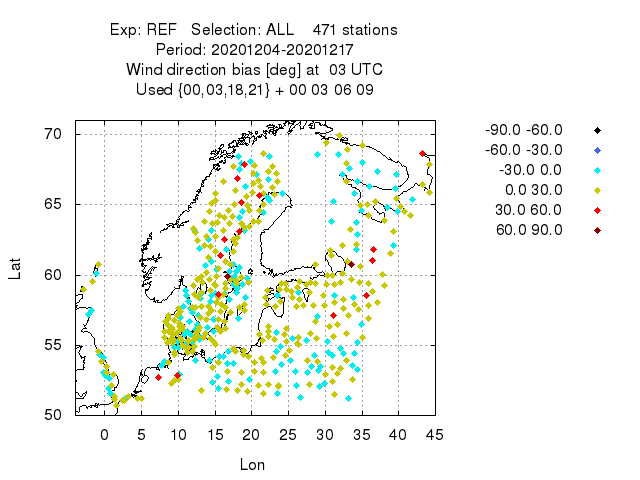 Exp: REF   Selection: ALL    471 stations
Period: 20201204-20201217
Wind direction bias [deg] at  03 UTC
Used {00,03,18,21} + 00 03  06 09
-90.0 -60.0
-60.0 -30.0
-30.0 0.0
0.0 30.0
30.0 60.0
60.0 90.0
70
65
60
55
50
Lat
0 5 10 15 20 25 30 35 40 45
Lon